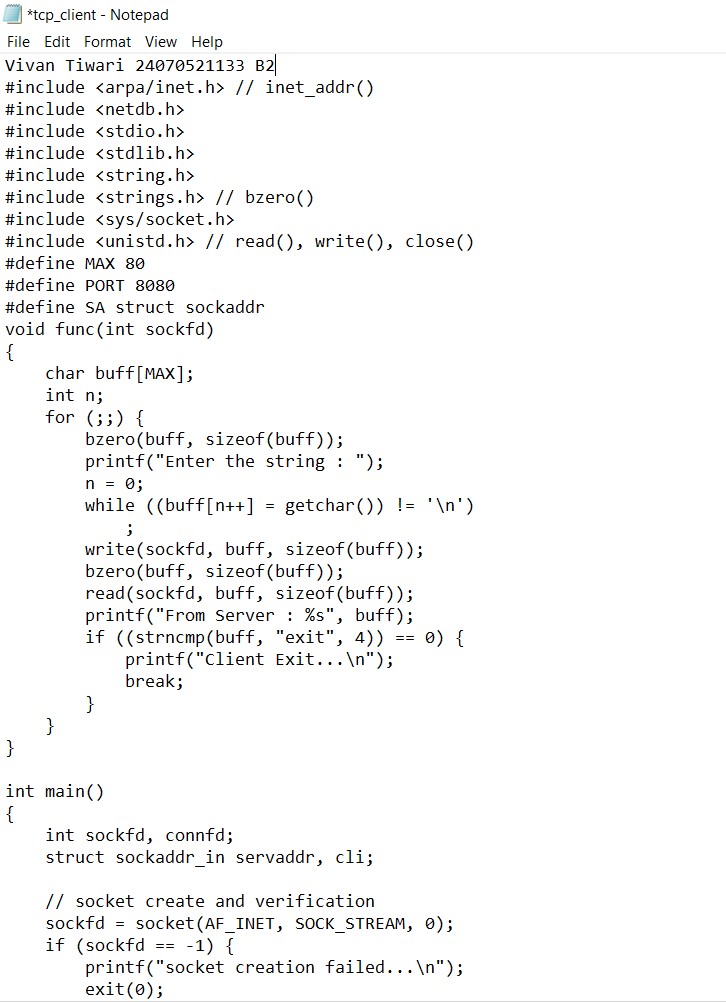 *tcp_client - Notepad
File Edit Format View Help
Vivan Tiwari 24070521133 B2
#include <arpa/inet.h> // inet_addr()
#include <netdb.h>
#include <stdio.h>
#include <stdlib.h>
#include <string.h>
#include <strings.h> // bzero()
#include <sys/socket.h>
#include <unistd.h> // read(), write(), close()
#define MAX 80
#define PORT 8080
#define SA struct sockaddr
void func(int sockfd)
{
    char buff[MAX];
    int n;
    for (;;) {
        bzero(buff, sizeof(buff));
        printf("Enter the string : ");
        n = 0;
        while ((buff[n++] = getchar()) != '\n')
            ;
        write(sockfd, buff, sizeof(buff));
        bzero(buff, sizeof(buff));
        read(sockfd, buff, sizeof(buff));
        printf("From Server : %s", buff);
        if ((strncmp(buff, "exit", 4)) == 0) {
            printf("Client Exit...\n");
            break;
        }
    }
}

int main()
{
    int sockfd, connfd;
    struct sockaddr_in servaddr, cli;

    // socket create and verification
    sockfd = socket(AF_INET, SOCK_STREAM, 0);
    if (sockfd == -1) {
        printf("socket creation failed...\n");
        exit(0);